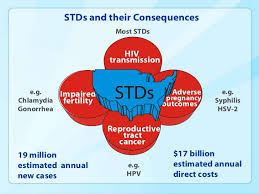 STDs and their Consequences
Most STDs
HIV
transmission
e.g.
Chlamydia
Gonorrhea
Impaired
fertility
STDs
Adverse
pregnancy
outcomes
e.g.
Syphilis
HSV-2
Reproductive
tract
cancer
19 million
estimated annual
new cases
e.g.
HPV
$17 billion
estimated annual
direct costs